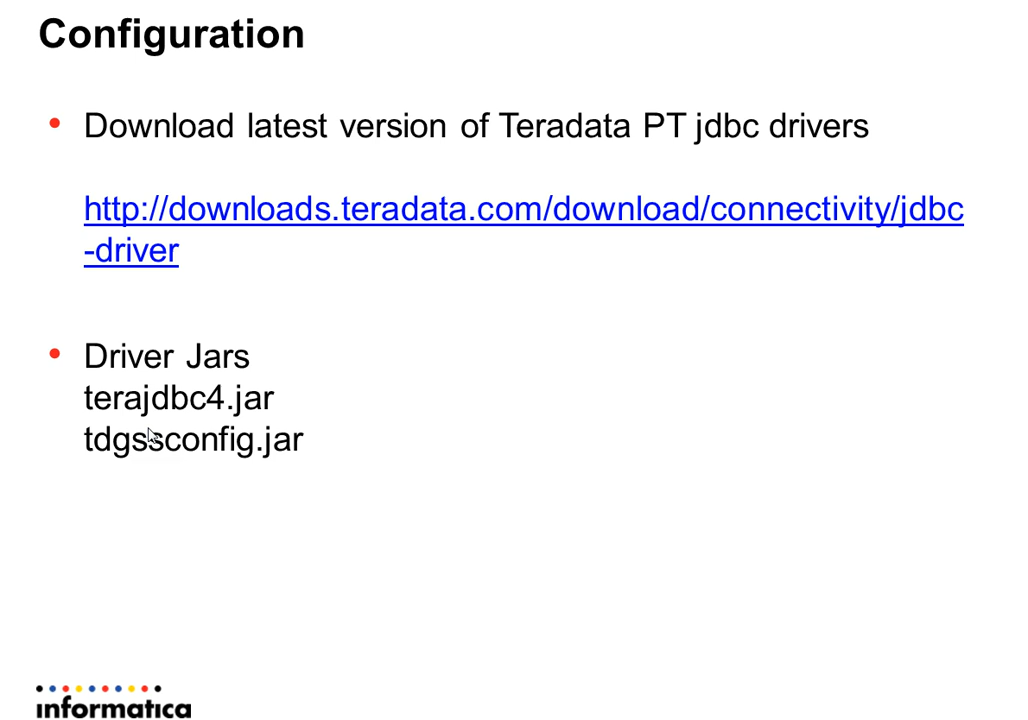 Configuration
• Download latest version of Teradata PT jdbc drivers
http://downloads.teradata.com/download/connectivity/jdbc
-driver
• Driver Jars
terajdbc4.jar
tdgssconfig.jar
informatica